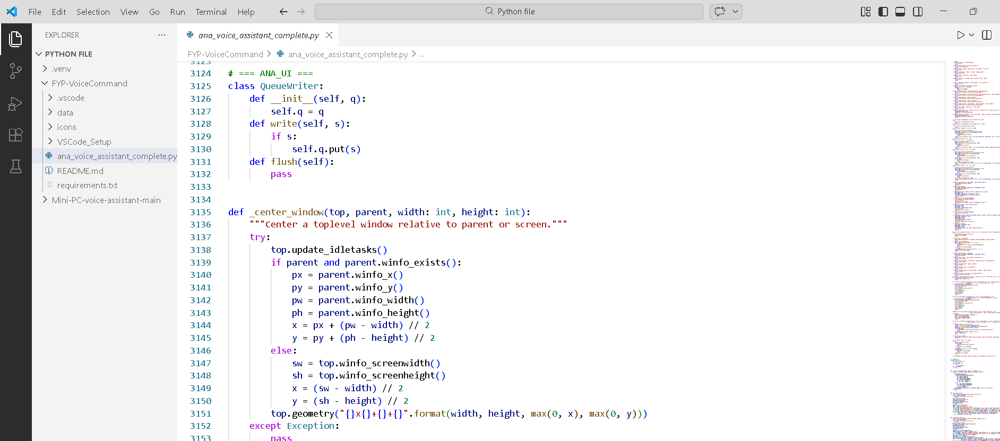 File Edit Selection View Go Run Terminal Help
Python file
EXPLORER
PYTHON FILE
.venv
FYP-VoiceCommand
.vscode
data
icons
VSCode_Setup
ana_voice_assistant_complete.py
README.md
requirements.txt
Mini-PC-voice-assistant-main
ana_voice_assistant_complete.py
FYP-VoiceCommand > ana_voice_assistant_complete.py > ...
3123
3124 # === ANA_UI ===
3125 class QueueWriter:
3126     def __init__(self, q):
3127         self.q = q
3128     def write(self, s):
3129         if s:
3130             self.q.put(s)
3131     def flush(self):
3132         pass
3133
3134
3135 def _center_window(top, parent, width: int, height: int):
3136     """Center a toplevel window relative to parent or screen."""
3137     try:
3138         top.update_idletasks()
3139         if parent and parent.winfo_exists():
3140             px = parent.winfo_x()
3141             py = parent.winfo_y()
3142             pw = parent.winfo_width()
3143             ph = parent.winfo_height()
3144             x = px + (pw - width) // 2
3145             y = py + (ph - height) // 2
3146         else:
3147             sw = top.winfo_screenwidth()
3148             sh = top.winfo_screenheight()
3149             x = (sw - width) // 2
3150             y = (sh - height) // 2
3151         top.geometry("{}x{}+{}+{}".format(width, height, max(0, x), max(0, y)))
3152     except Exception:
3153         pass